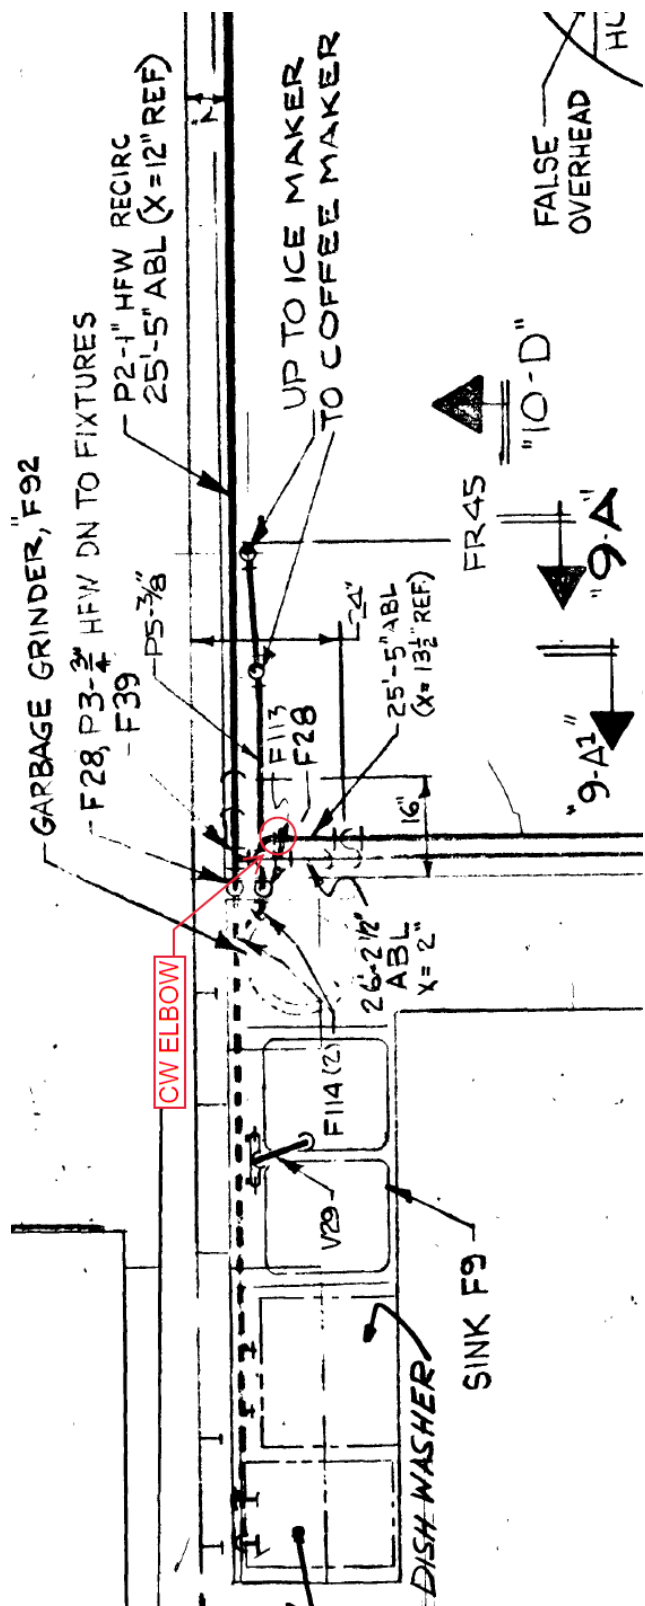 P2-1" HFW RECIRC
25'-5" ABL (X=12" REF)
UP TO ICE MAKER
TO COFFEE MAKER
FALSE
OVERHEAD
HU
GARBAGE GRINDER, "F92
F28, P3-3/4" HFW DN TO FIXTURES
F39
P5-3/8
24"
25'-5" ABL
(X=13 1/2" REF.)
FR45
"10-D"
"9-A"
"9-A1"
F113
F28
16"
CW ELBOW
26'-2 1/2"
ABL
X=2"
F114(2)
V29
SINK F9
DISH WASHER